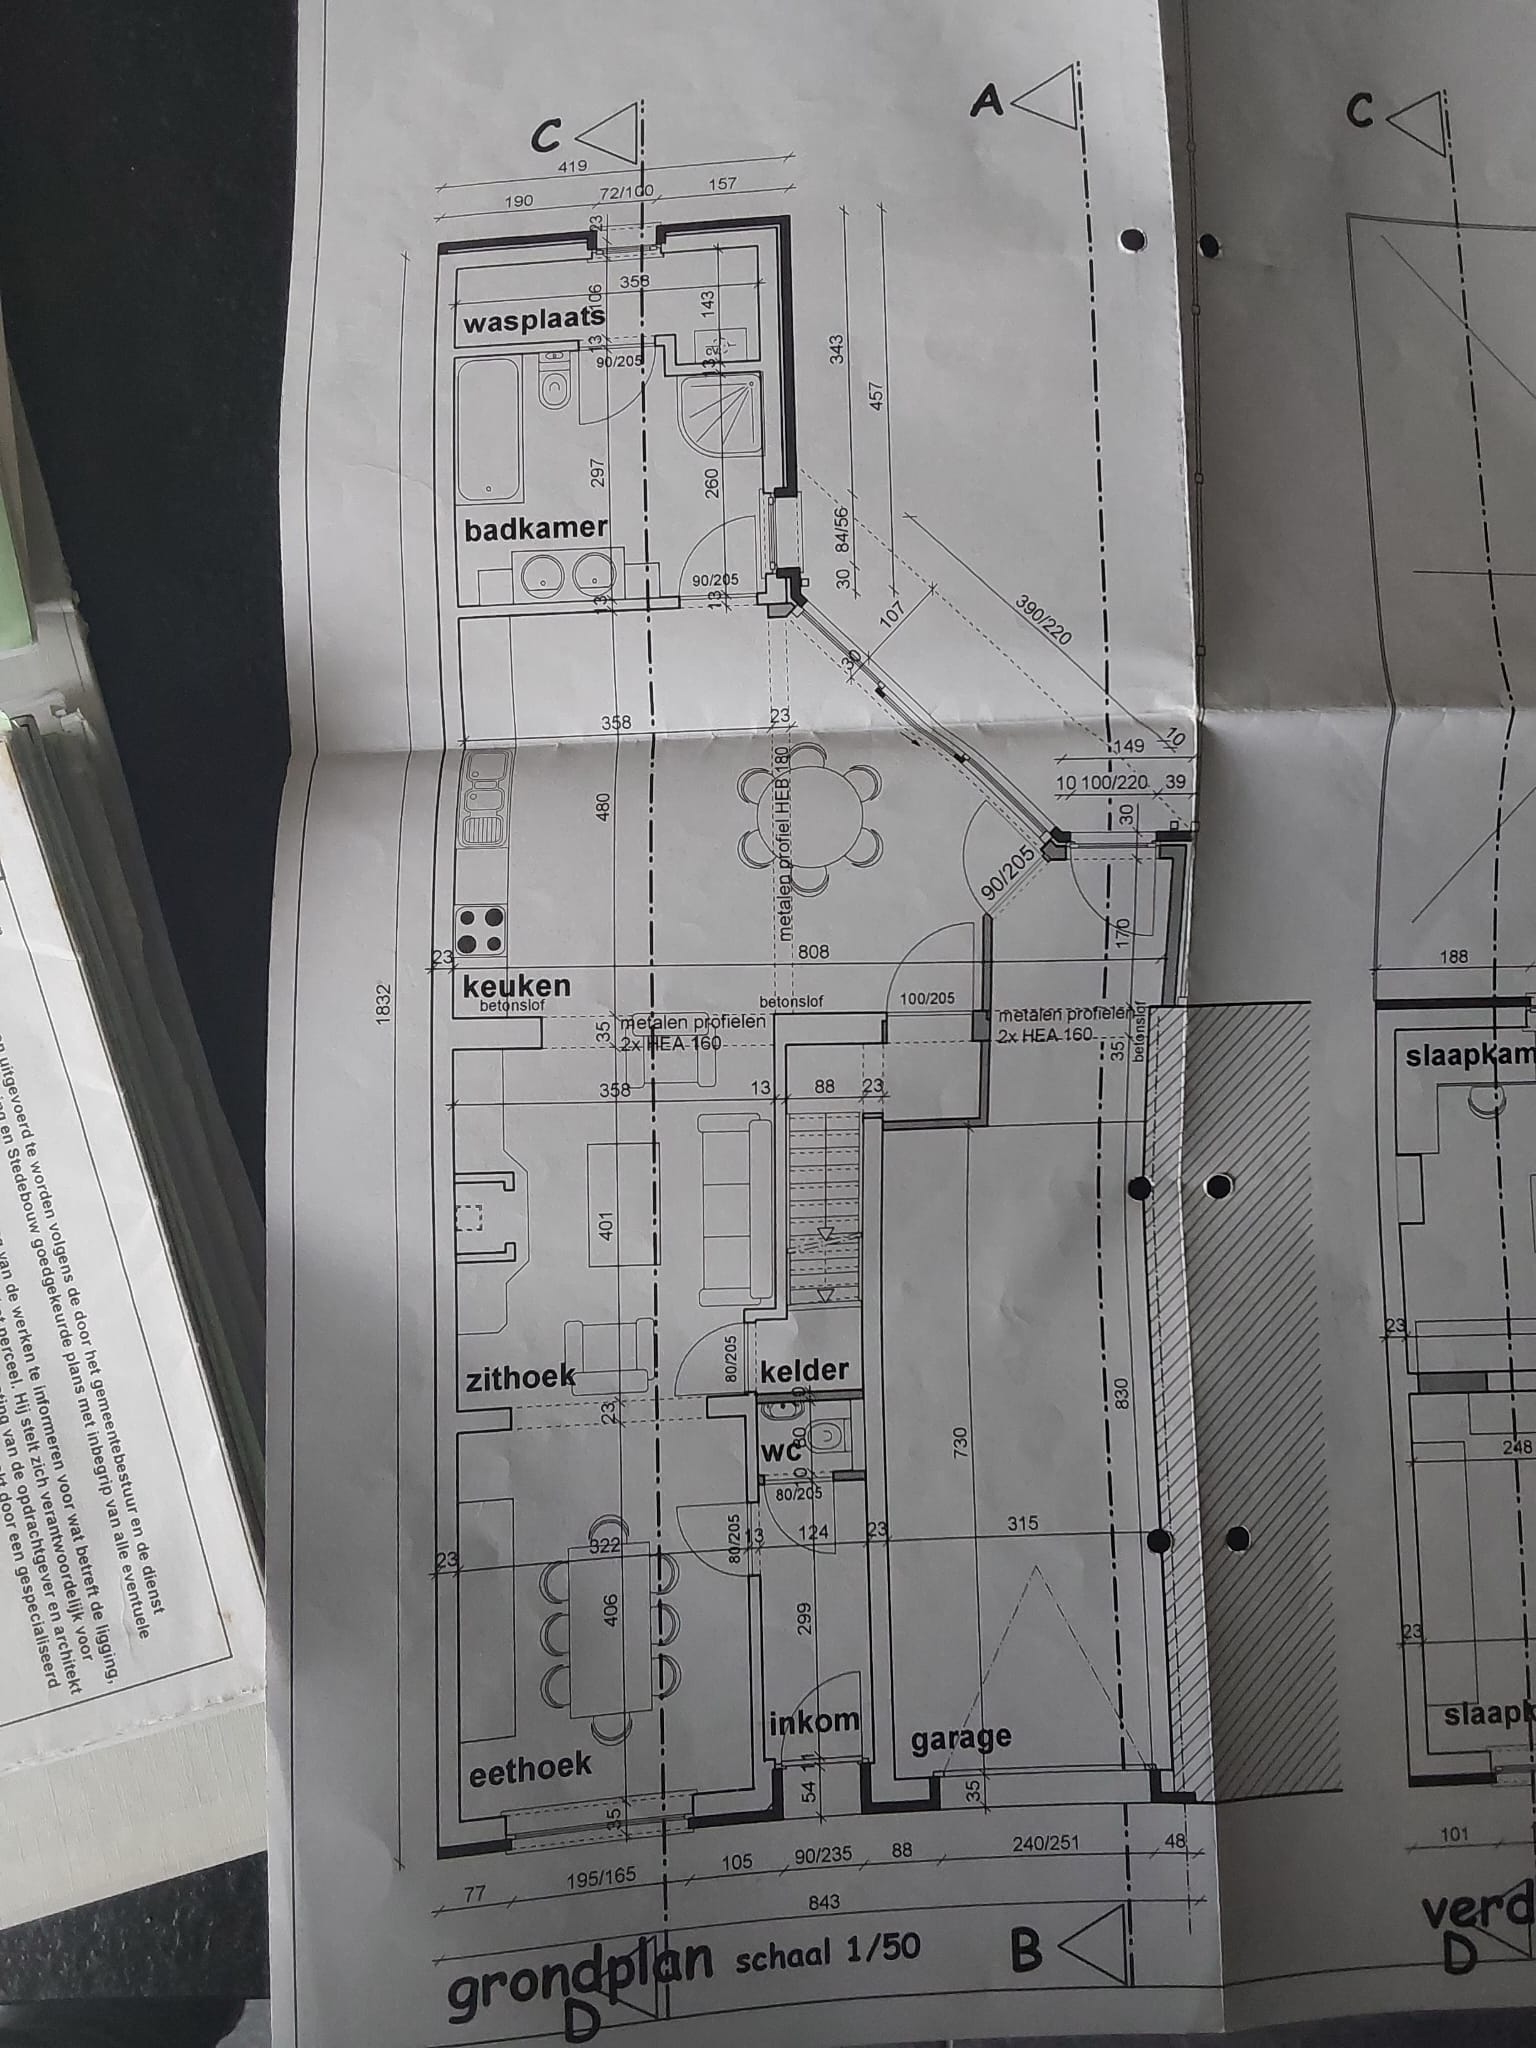 C
A
C
419
190
72/100
157
23
358
106
143
wasplaats
13
90/205
343
457
297
260
badkamer
84/56
30
90/205
13
13
107
390/220
30
358
23
10
149
10
100/220
39
30
480
metalen profiel HEB 180
90/205
170
808
23
keuken
betonslof
betonslof
100/205
188
1832
35
metalen profielen
2x HEA 160
metalen profielen
2x HEA 160
35
betonslof
slaapkam
358
13
88
23
401
80/205
zithoek
kelder
23
23
830
730
wc
80
10
80/205
248
23
322
80/205
13
124
23
315
406
299
23
inkom
garage
eethoek
slaapk
11
54
35
35
77
195/165
105
90/235
88
240/251
48
101
843
grondplan schaal 1/50
D
B
verd
D
en uitgevoerd te worden volgens de door het gemeentebestuur en de dienst
ning en Stedebouw goedgekeurde plans met inbegrip van alle eventuele
van de werken te informeren voor wat betreft de ligging,
perceel. Hij stelt zich verantwoordelijk voor
van de opdrachtgever en architekt
door een gespecialiseerd